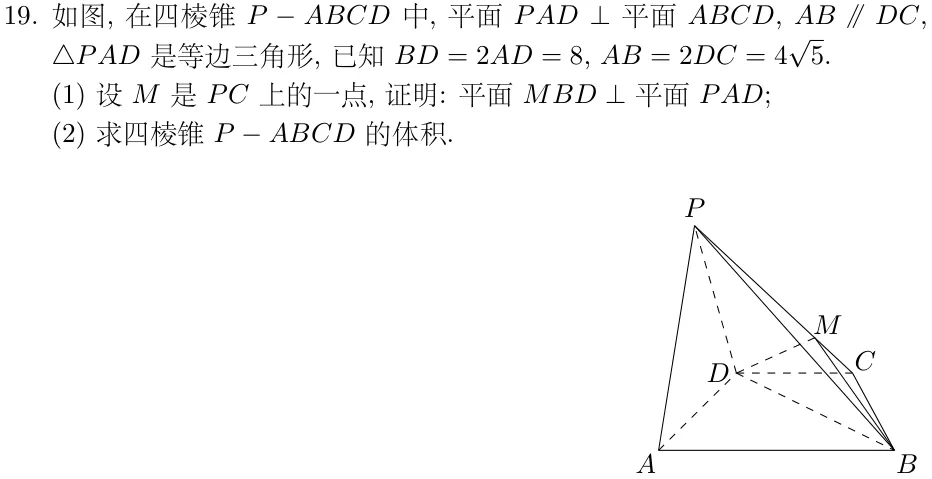 19. 如图, 在四棱锥 P − ABCD 中, 平面 PAD ⊥ 平面 ABCD, AB ∥ DC,
△PAD 是等边三角形, 已知 BD = 2AD = 8, AB = 2DC = 4√5.
(1) 设 M 是 PC 上的一点, 证明: 平面 MBD ⊥ 平面 PAD;
(2) 求四棱锥 P − ABCD 的体积.
P
M
C
D
A
B